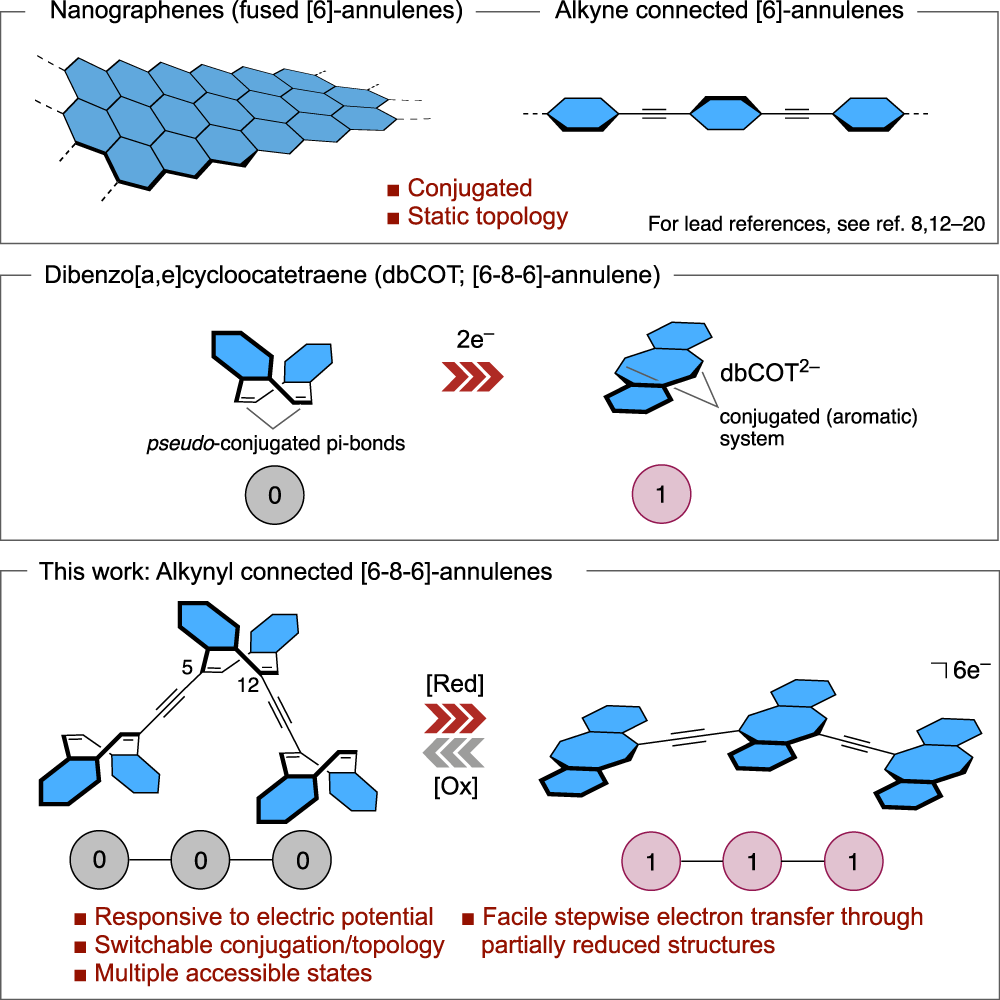 Nanographenes (fused [6]-annulenes)
Alkyne connected [6]-annulenes
■ Conjugated
■ Static topology
For lead references, see ref. 8,12–20
Dibenzo[a,e]cycloocatetraene (dbCOT; [6-8-6]-annulene)
2e–
dbCOT2–
conjugated (aromatic)
system
pseudo-conjugated pi-bonds
0
1
This work: Alkynyl connected [6-8-6]-annulenes
5
12
[Red]
[Ox]
6e–
0 0 0
1 1 1
■ Responsive to electric potential
■ Switchable conjugation/topology
■ Multiple accessible states
■ Facile stepwise electron transfer through
partially reduced structures